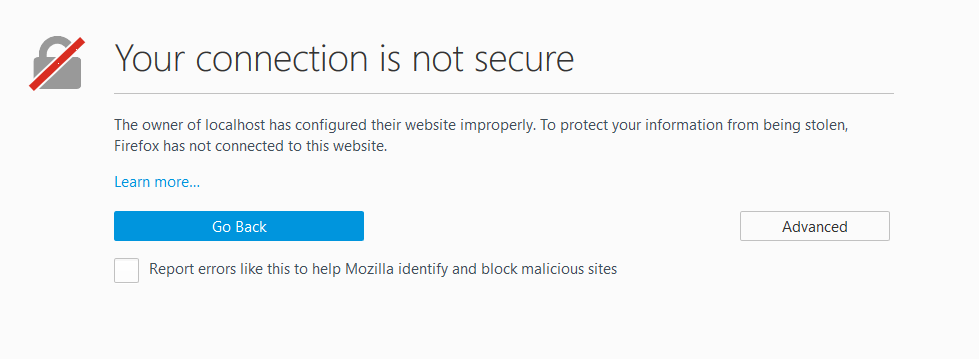 Your connection is not secure
The owner of localhost has configured their website improperly. To protect your information from being stolen,
Firefox has not connected to this website.
Learn more...
Go Back
Advanced
Report errors like this to help Mozilla identify and block malicious sites